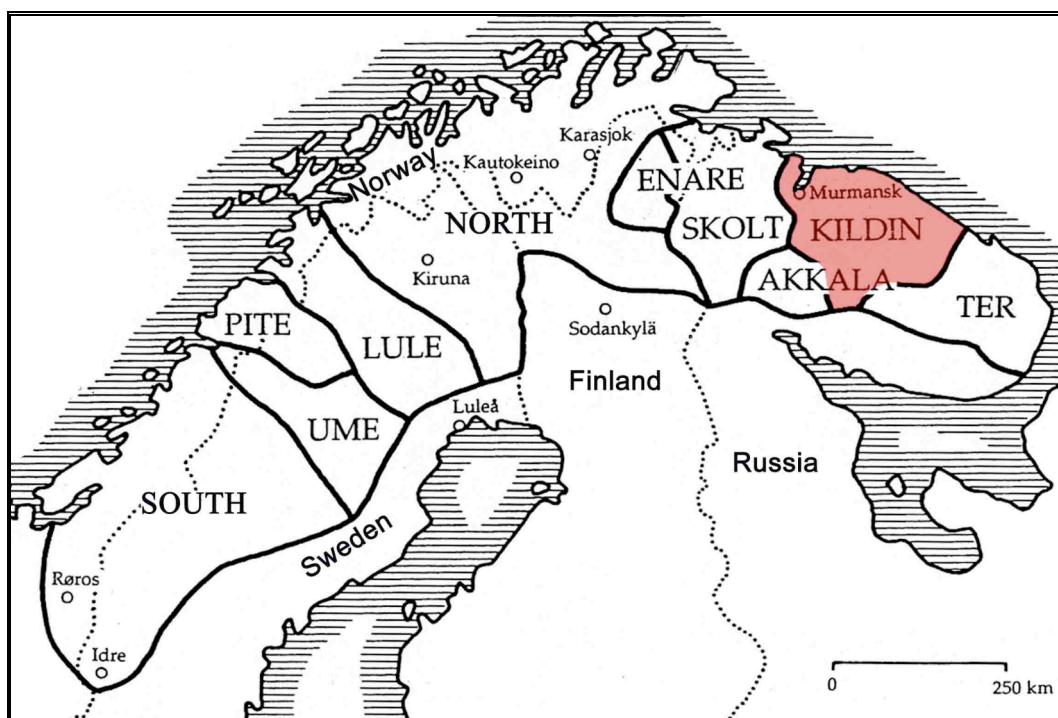 Karasjok
Norway
Kautokeino
ENARE
Murmansk
NORTH
SKOLT
KILDIN
Kiruna
AKKALA
TER
PITE
Sodankylä
LULE
Finland
Luleå
UME
Russia
SOUTH
Sweden
Røros
Idre
0
250 km